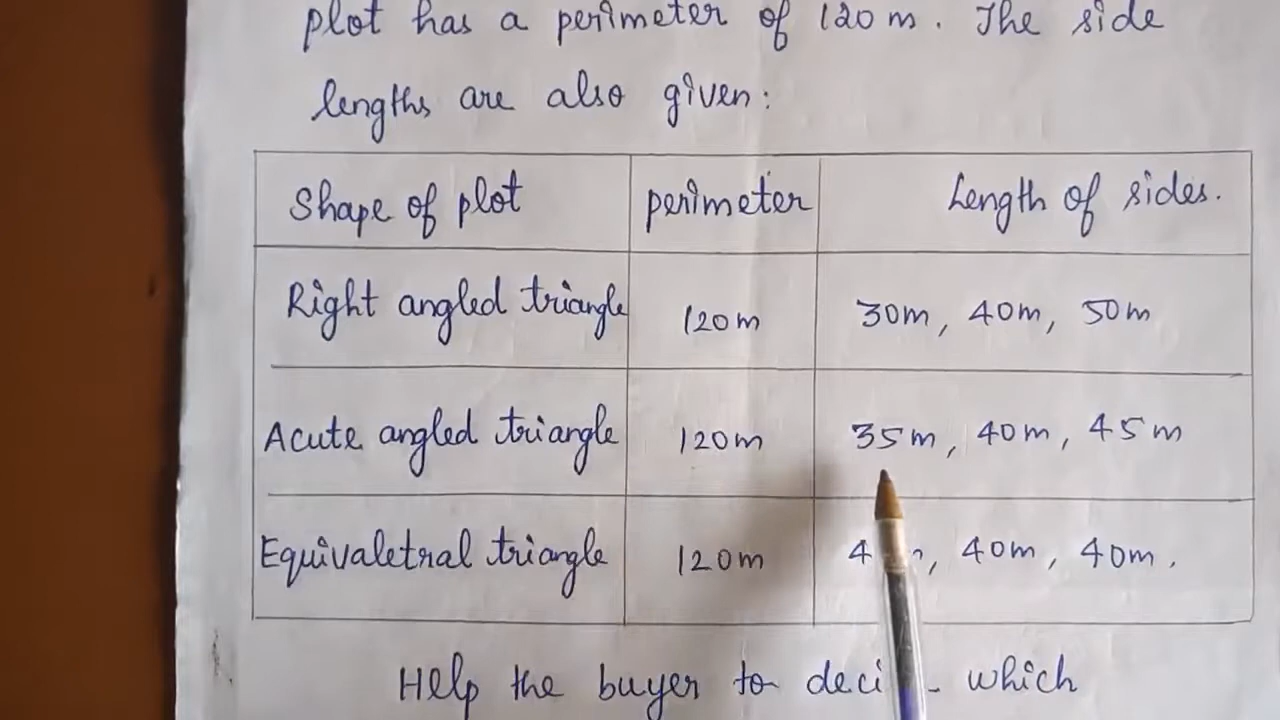 plot has a perimeter of 120 m. The side
lengths are also given:
Shape of plot perimeter Length of sides.
Right angled triangle 120m 30m, 40m, 50m
Acute angled triangle 120m 35m, 40m, 45m
Equivaletral triangle 120m 40m, 40m.
Help the buyer to which